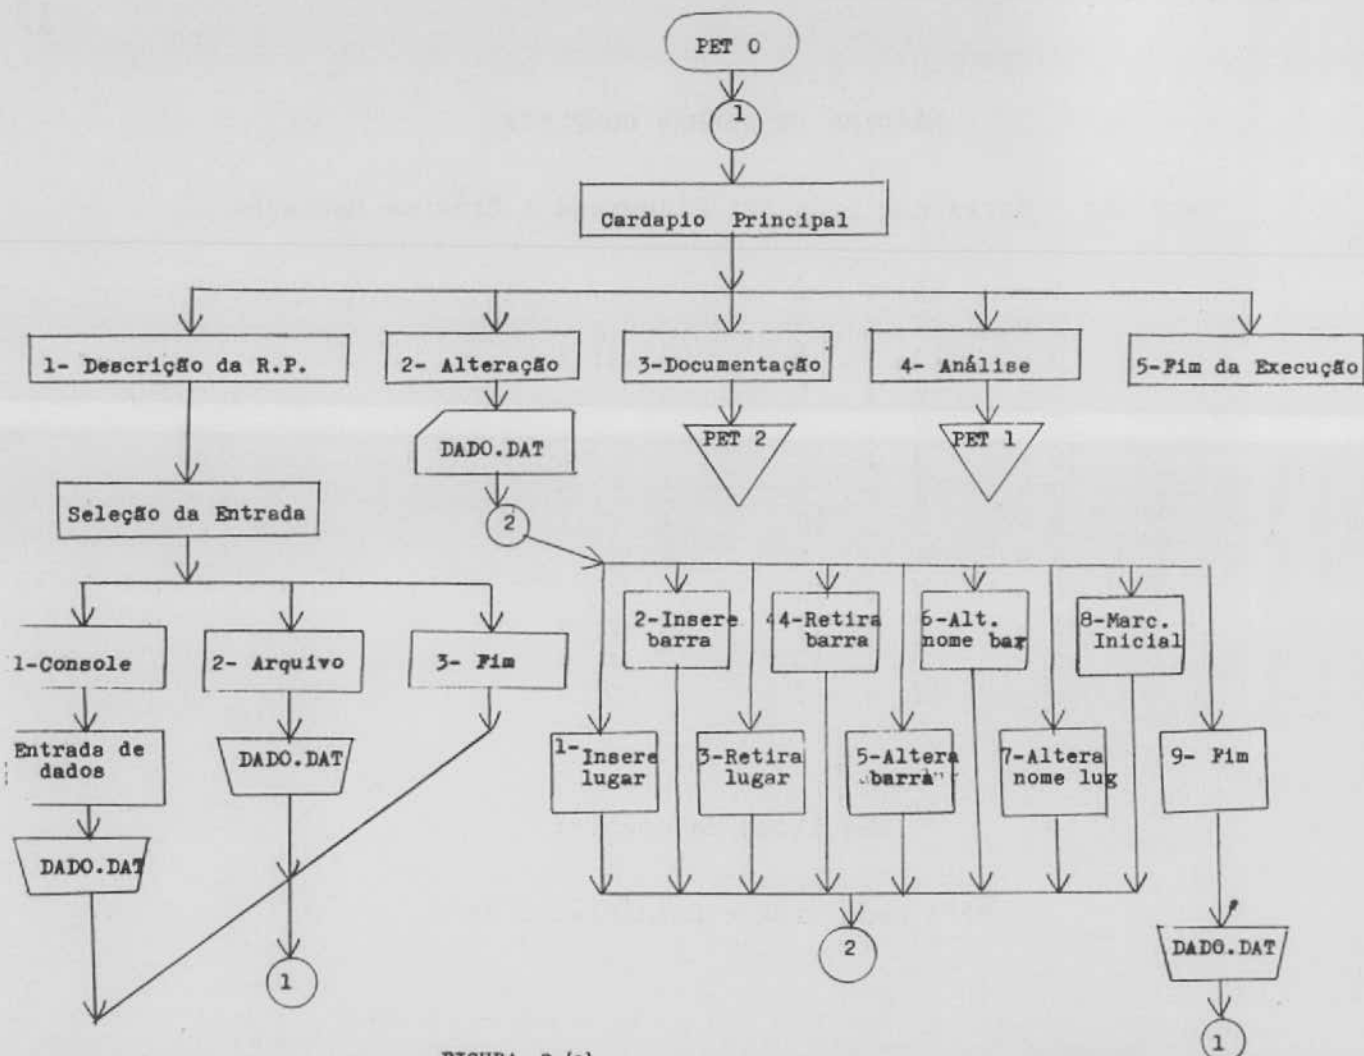 PET 0
1
Cardapio Principal
1- Descrição da R.P.
2- Alteração
3-Documentação
4- Análise
5-Fim da Execução
DADO.DAT
PET 2
PET 1
Seleção da Entrada
2
1-Console
2- Arquivo
3- Fim
2-Insere
barra
4-Retira
barra
6-Alt.
nome bar
8-Marc.
Inicial
Entrada de
dados
DADO.DAT
1-Insere
lugar
3-Retira
lugar
5-Altera
barra
7-Altera
nome lug
9- Fim
DADO.DAT
1
2
DADO.DAT
1